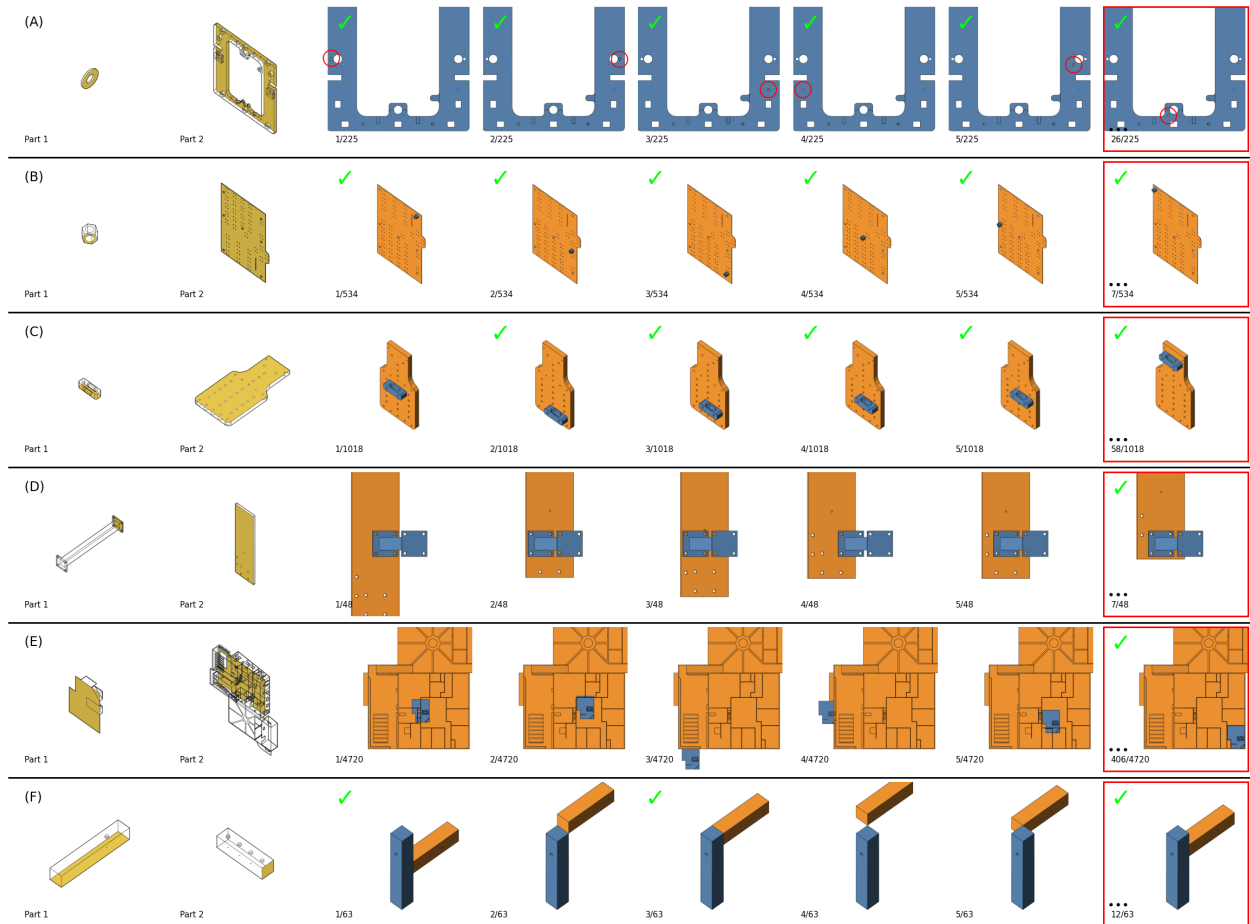 (A)
Part 1 Part 2 1/225 2/225 3/225 4/225 5/225 ... 26/225
(B)
Part 1 Part 2 1/534 2/534 3/534 4/534 5/534 ... 7/534
(C)
Part 1 Part 2 1/1018 2/1018 3/1018 4/1018 5/1018 ... 58/1018
(D)
Part 1 Part 2 1/48 2/48 3/48 4/48 5/48 ... 7/48
(E)
Part 1 Part 2 1/4720 2/4720 3/4720 4/4720 5/4720 ... 406/4720
(F)
Part 1 Part 2 1/63 2/63 3/63 4/63 5/63 ... 12/63